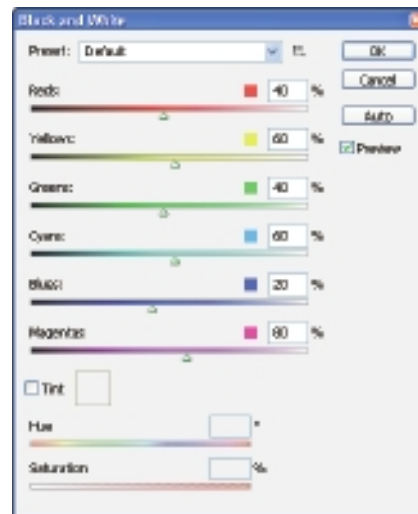 Black and White
Preset: Default
OK
Cancel
Auto
Preview
Reds: 40 %
Yellows: 60 %
Greens: 40 %
Cyans: 60 %
Blues: 20 %
Magentas: 80 %
Tint
Hue °
Saturation %